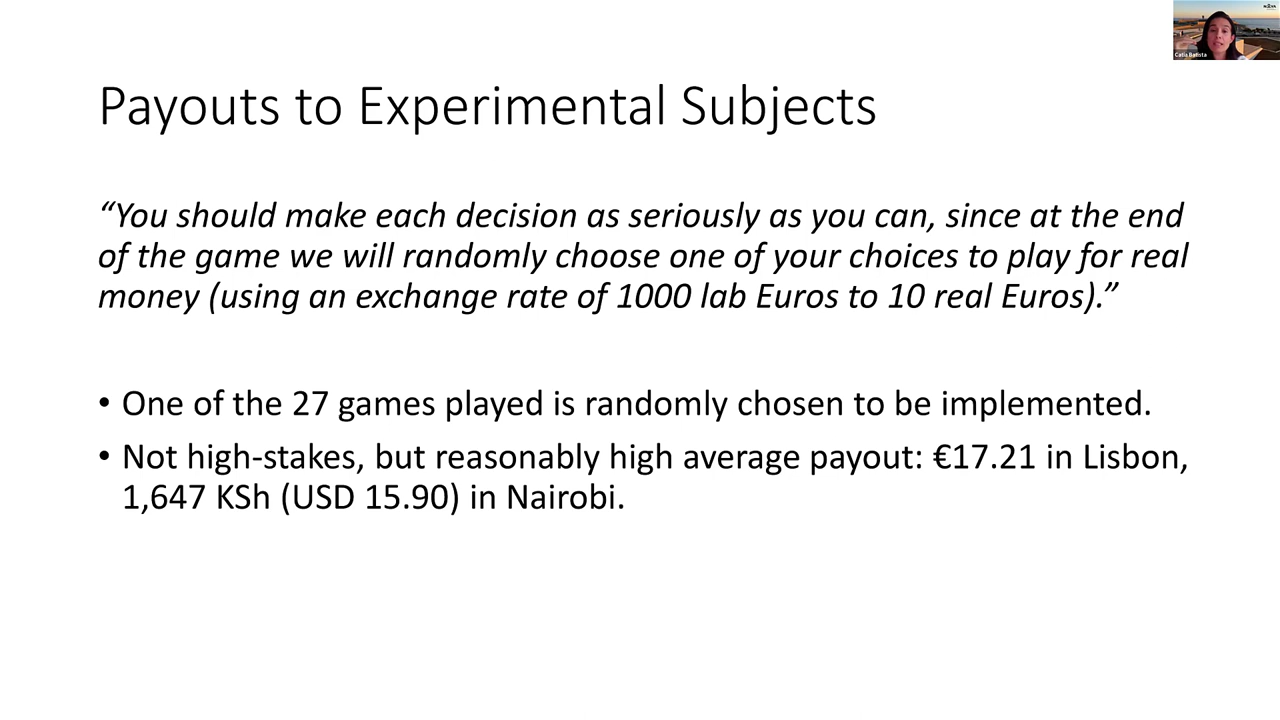 NOVA
Catia Batista
Payouts to Experimental Subjects
“You should make each decision as seriously as you can, since at the end
of the game we will randomly choose one of your choices to play for real
money (using an exchange rate of 1000 lab Euros to 10 real Euros).”
• One of the 27 games played is randomly chosen to be implemented.
• Not high-stakes, but reasonably high average payout: €17.21 in Lisbon,
1,647 KSh (USD 15.90) in Nairobi.